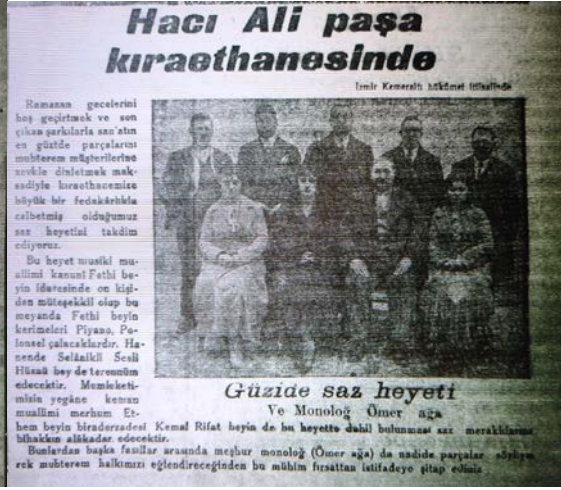 Hacı Ali paşa
kıraethanesinde
İzmir Kemeraltı hükûmet ittisalinde
Ramazan gecelerini
hoş geçirtmek ve son
çıkan şarkılarla san'atın
en güzide parçalarını
muhterem müşterilerine
zevkle dinletmek mak-
sadiyle kıraethanemize
büyük bir fedakârlıkla
celbetmiş olduğumuz
saz heyetini takdim
ediyoruz.
Bu heyet musiki mu-
allimi kanunî Fethi be-
yin idaresinde on kişi-
den müteşekkil olup bu
meyanda Fethi beyin
kerimeleri Piyano, Vi-
olonsel çalacaklardır. Ha-
nende Selânikli Sesli
Hüsnü bey de terennüm
edecektir. Memleketi-
mizin yegâne keman
muallimi merhum Et-
hem beyin biraderzadesi Kemal Rifat beyin de bu heyette dahil bulunması saz meraklılarını
bihakkın alâkadar edecektir.
Bunlardan başka fasıllar arasında meşhur monoloğ (Ömer ağa) da nadide parçalar söyliye-
rek muhterem halkımızı eğlendireceğinden bu mühim fırsattan istifadeye şitap ediniz
Güzide saz heyeti
Ve Monoloğ Ömer ağa